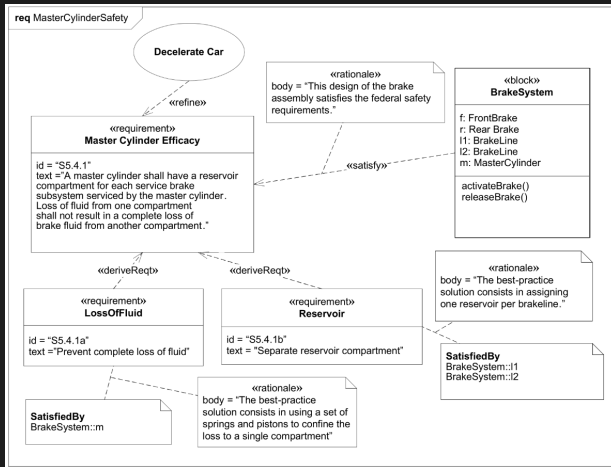 req MasterCylinderSafety
Decelerate Car
«refine»
«rationale»
body = "This design of the brake
assembly satisfies the federal safety
requirements."
«block»
BrakeSystem
f: FrontBrake
r: Rear Brake
l1: BrakeLine
l2: BrakeLine
m: MasterCylinder
activateBrake()
releaseBrake()
«requirement»
Master Cylinder Efficacy
id = "S5.4.1"
text ="A master cylinder shall have a reservoir
compartment for each service brake
subsystem serviced by the master cylinder.
Loss of fluid from one compartment
shall not result in a complete loss of
brake fluid from another compartment."
«satisfy»
«deriveReqt»
«deriveReqt»
«rationale»
body = "The best-practice
solution consists in assigning
one reservoir per brakeline."
«requirement»
LossOfFluid
id = "S5.4.1a"
text ="Prevent complete loss of fluid"
«requirement»
Reservoir
id = "S5.4.1b"
text = "Separate reservoir compartment"
SatisfiedBy
BrakeSystem::l1
BrakeSystem::l2
SatisfiedBy
BrakeSystem::m
«rationale»
body = "The best-practice
solution consists in using a set of
springs and pistons to confine the
loss to a single compartment"